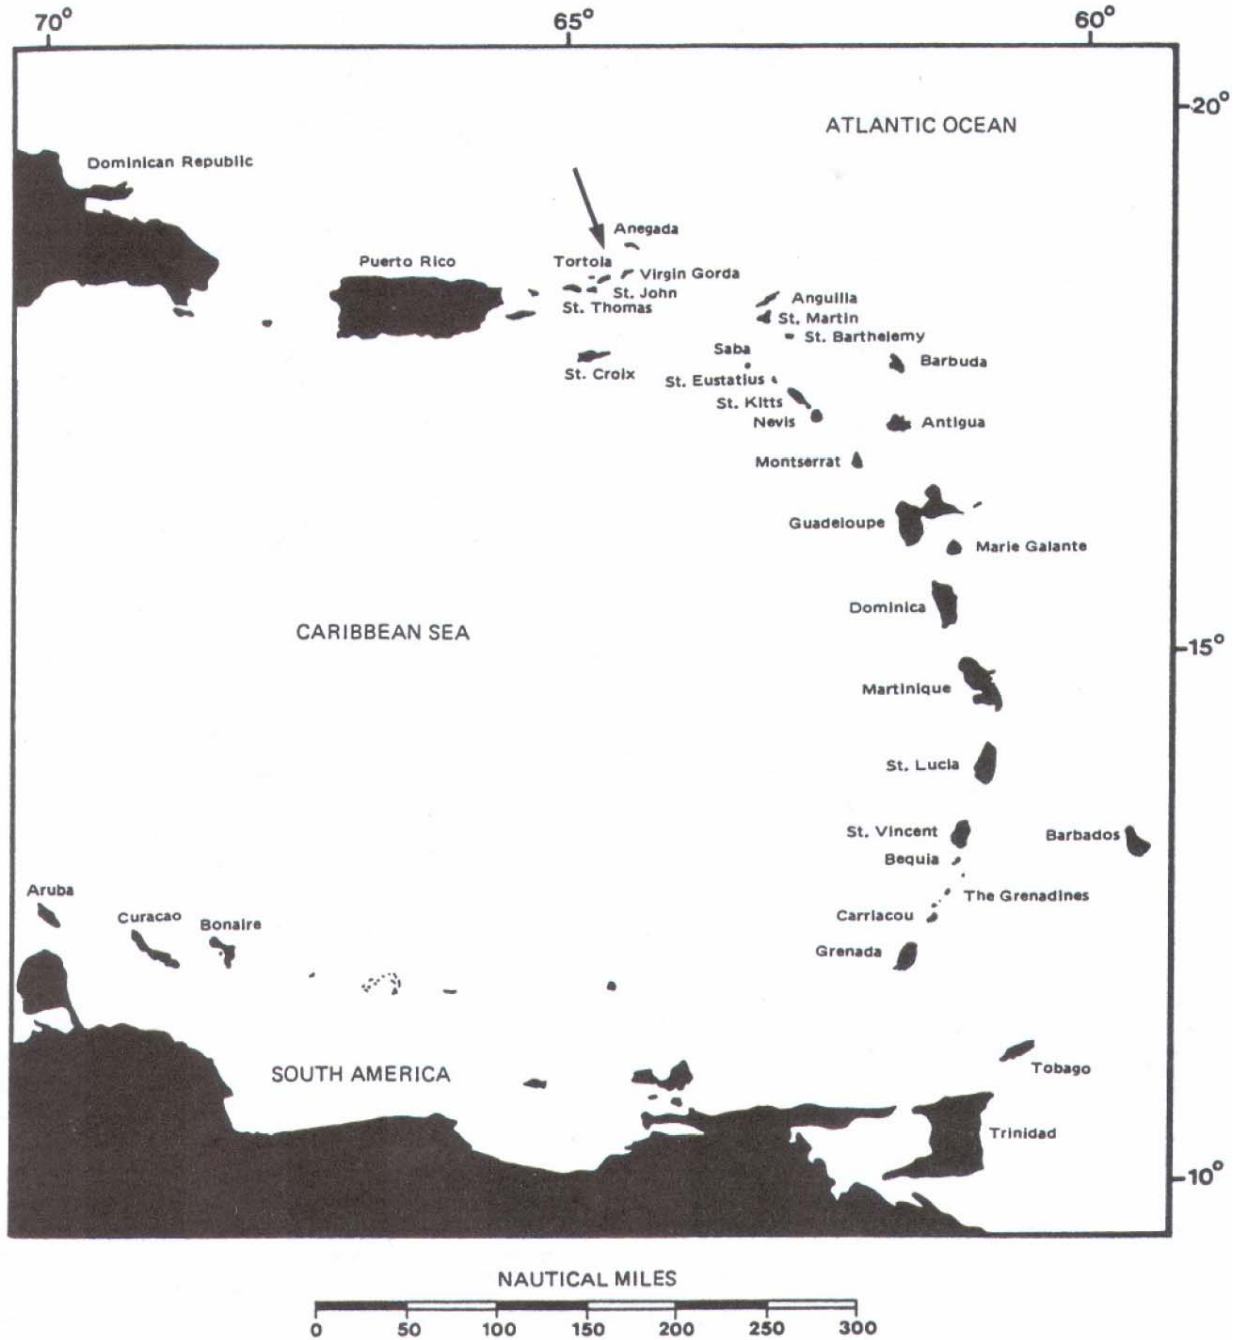 70° 65° 60°
20°
ATLANTIC OCEAN
Dominican Republic
Anegada
Puerto Rico
Tortola
Virgin Gorda
St. John
St. Thomas
Anguilla
St. Martin
St. Barthelemy
Saba
Barbuda
St. Croix
St. Eustatius
St. Kitts
Nevis
Antigua
Montserrat
Guadeloupe
Marie Galante
Dominica
CARIBBEAN SEA
15°
Martinique
St. Lucia
St. Vincent
Barbados
Bequia
Aruba
The Grenadines
Curacao
Carriacou
Bonaire
Grenada
SOUTH AMERICA
Tobago
Trinidad
10°
NAUTICAL MILES
0 50 100 150 200 250 300